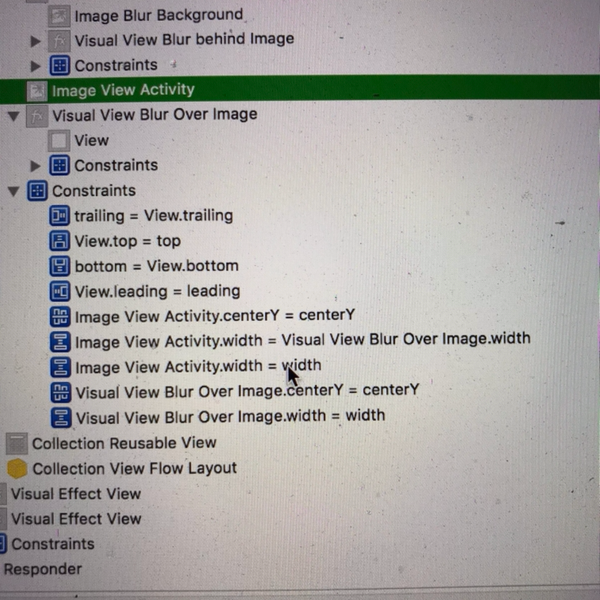 Image Blur Background
Visual View Blur behind Image
Constraints
Image View Activity
Visual View Blur Over Image
View
Constraints
Constraints
trailing = View.trailing
View.top = top
bottom = View.bottom
View.leading = leading
Image View Activity.centerY = centerY
Image View Activity.width = Visual View Blur Over Image.width
Image View Activity.width = width
Visual View Blur Over Image.centerY = centerY
Visual View Blur Over Image.width = width
Collection Reusable View
Collection View Flow Layout
Visual Effect View
Visual Effect View
Constraints
Responder